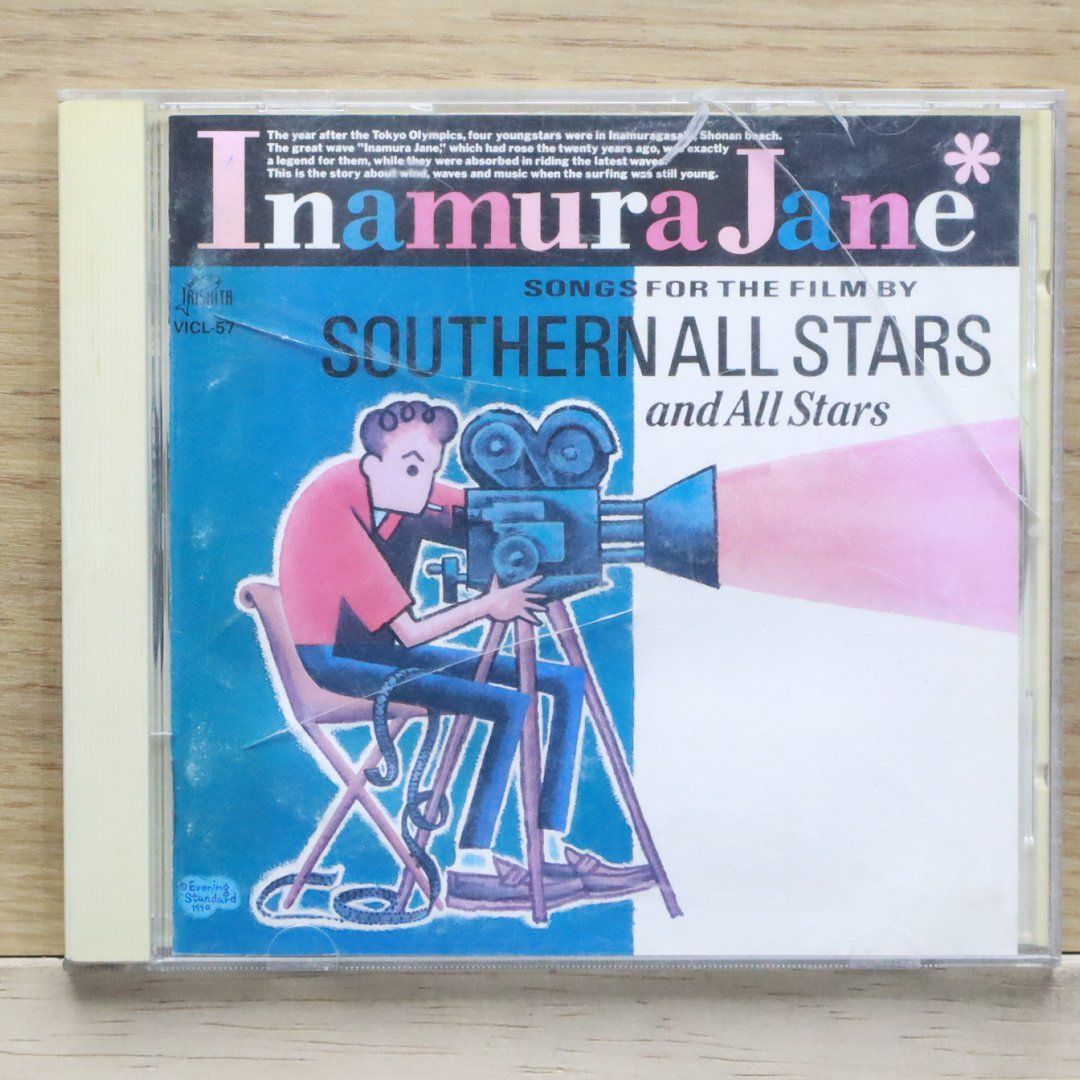 The year after the Tokyo Olympics, four youngstars were in Inamuragasaki, Shonan beach.
The great wave "Inamura Jane," which had rose the twenty years ago, was exactly
a legend for them, while they were absorbed in riding the latest waves.
This is the story about wind, waves and music when the surfing was still young.
Inamura Jane*
SONGS FOR THE FILM BY
TAISHITA
VICL-57
SOUTHERN ALL STARS
and All Stars
© Evening
Standard
1990